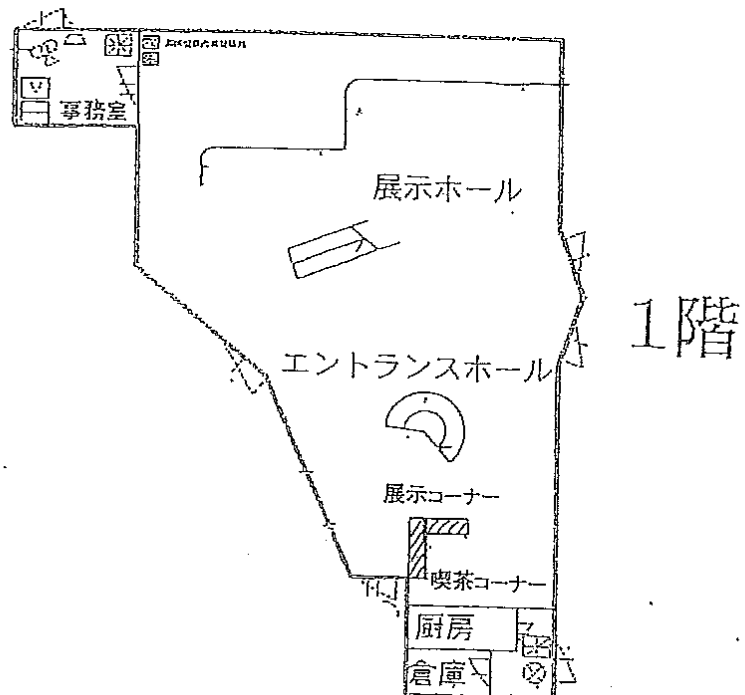 事務室
展示ホール
1階
エントランスホール
展示コーナー
喫茶コーナー
厨房
倉庫